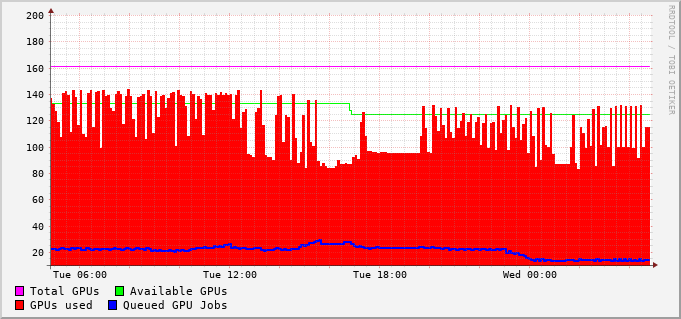 200
180
160
140
120
100
80
60
40
20
Tue 06:00 Tue 12:00 Tue 18:00 Wed 00:00
Total GPUs Available GPUs
GPUs used Queued GPU Jobs
RRDTOOL / TOBI OETIKER